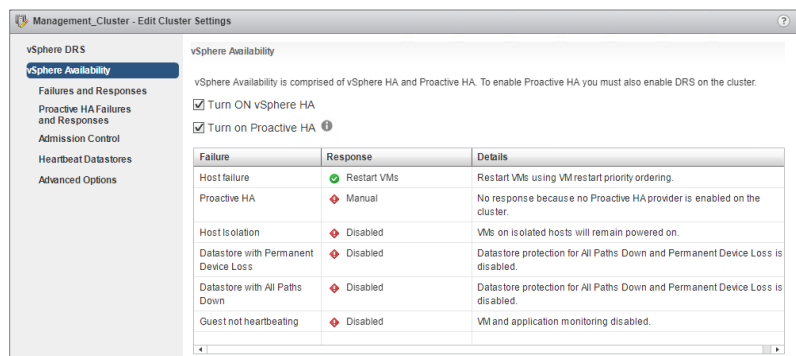 Management_Cluster - Edit Cluster Settings
?
vSphere DRS
vSphere Availability
Failures and Responses
Proactive HA Failures
and Responses
Admission Control
Heartbeat Datastores
Advanced Options
vSphere Availability
vSphere Availability is comprised of vSphere HA and Proactive HA. To enable Proactive HA you must also enable DRS on the cluster.
Turn ON vSphere HA
Turn on Proactive HA
Failure Response Details
Host failure Restart VMs Restart VMs using VM restart priority ordering.
Proactive HA Manual No response because no Proactive HA provider is enabled on the
cluster.
Host Isolation Disabled VMs on isolated hosts will remain powered on.
Datastore with Permanent Disabled Datastore protection for All Paths Down and Permanent Device Loss is
Device Loss disabled.
Datastore with All Paths Disabled Datastore protection for All Paths Down and Permanent Device Loss is
Down disabled.
Guest not heartbeating Disabled VM and application monitoring disabled.